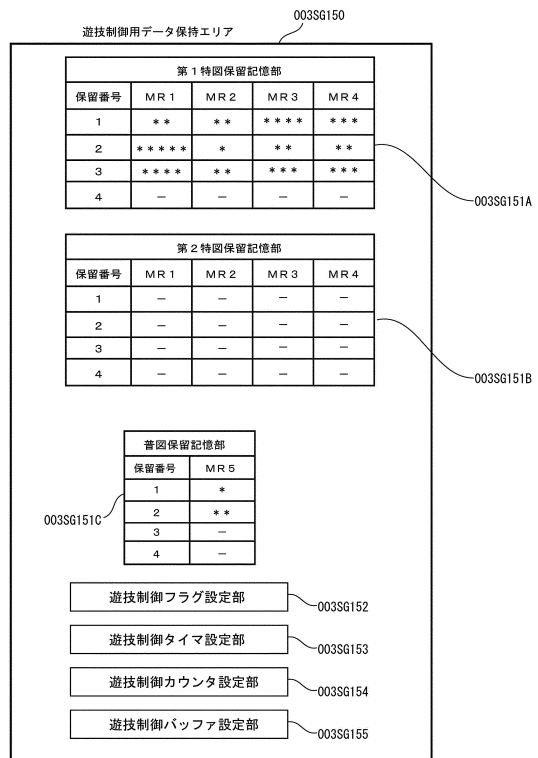 003SG150
遊技制御用データ保持エリア
第1特図保留記憶部
保留番号 MR1 MR2 MR3 MR4
1 ** ** **** ***
2 ***** * ** **
3 **** ** *** ***
4 － － － －
003SG151A
第2特図保留記憶部
保留番号 MR1 MR2 MR3 MR4
1 － － － －
2 － － － －
3 － － － －
4 － － － －
003SG151B
普図保留記憶部
保留番号 MR5
1 *
2 **
3 －
4 －
003SG151C
遊技制御フラグ設定部 003SG152
遊技制御タイマ設定部 003SG153
遊技制御カウンタ設定部 003SG154
遊技制御バッファ設定部 003SG155